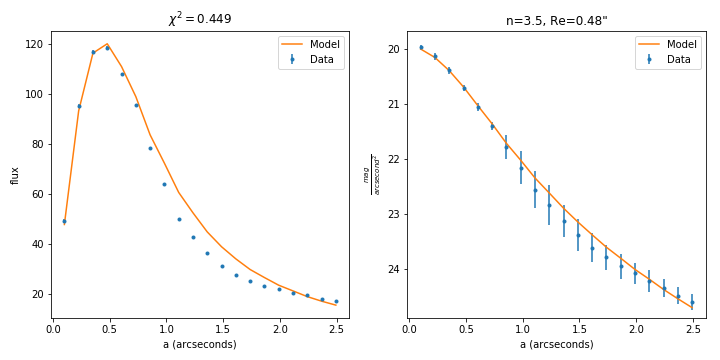 χ² = 0.449
Model
Data
flux
120
100
80
60
40
20
0.0 0.5 1.0 1.5 2.0 2.5
a (arcseconds)
n=3.5, Re=0.48"
Model
Data
mag/arcsecond²
20
21
22
23
24
0.0 0.5 1.0 1.5 2.0 2.5
a (arcseconds)